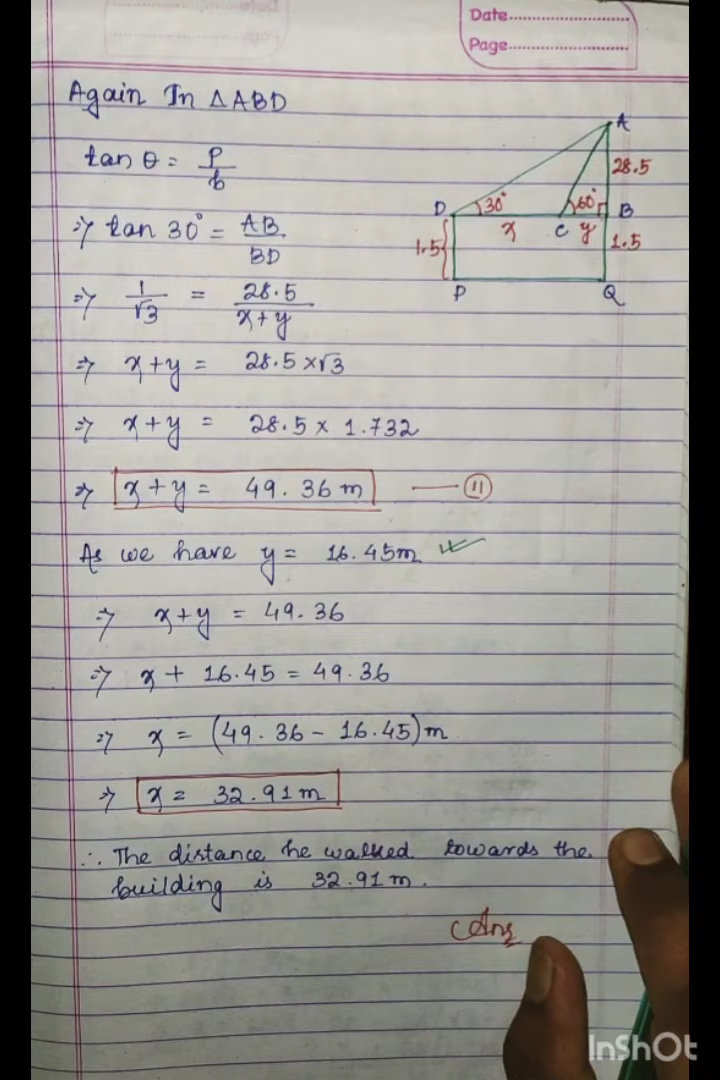 Date..............................
Page..............................
Again In △ABD
tan θ = P/b
⇒ tan 30° = AB/BD
⇒ 1/√3 = 28.5/x+y
⇒ x+y = 28.5 × √3
⇒ x+y = 28.5 × 1.732
⇒ x+y = 49.36 m — (11)
As we have y = 16.45m
⇒ x+y = 49.36
⇒ x + 16.45 = 49.36
⇒ x = (49.36 - 16.45)m
⇒ x = 32.91 m
∴ The distance he walked towards the
building is 32.91 m.
Ans
A
28.5
D 30° 60° B
x C y
1.5 1.5
P Q
InShOt